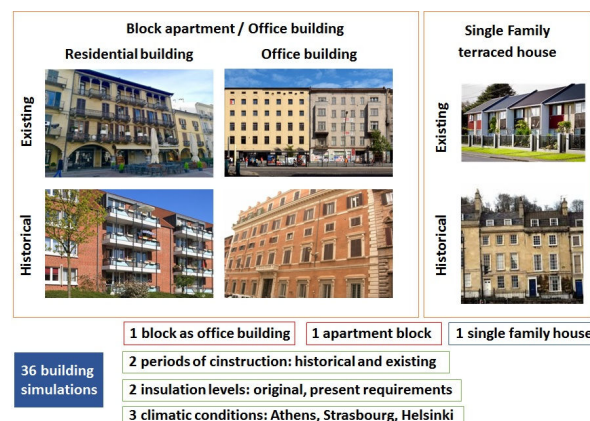 Block apartment / Office building
Residential building
Office building
Single Family
terraced house
Existing
Historical
Existing
Historical
1 block as office building
1 apartment block
1 single family house
36 building
simulations
2 periods of cinstruction: historical and existing
2 insulation levels: original, present requirements
3 climatic conditions: Athens, Strasbourg, Helsinki